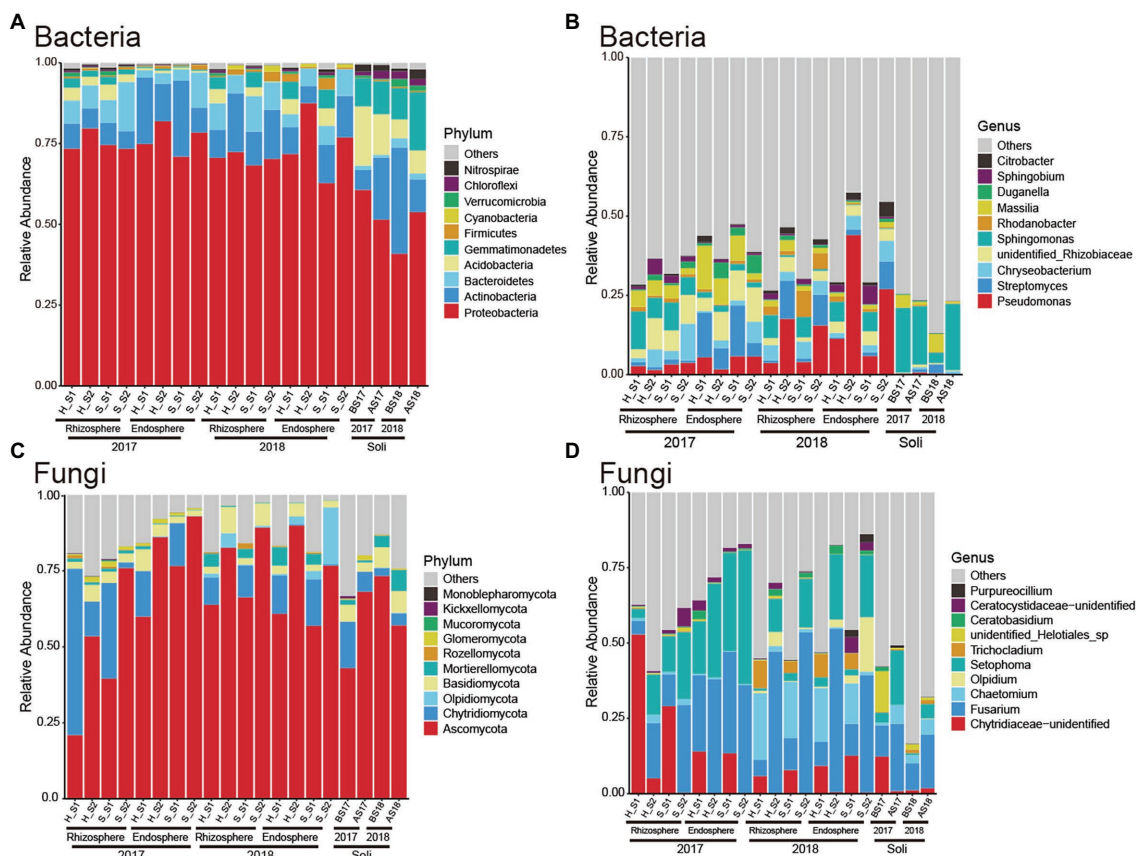 A
Bacteria
Relative Abundance
1.00
0.75
0.50
0.25
0.00
Phylum
Others
Nitrospirae
Chloroflexi
Verrucomicrobia
Cyanobacteria
Firmicutes
Gemmatimonadetes
Acidobacteria
Bacteroidetes
Actinobacteria
Proteobacteria
H_S1 H_S2 S_S1 S_S2 H_S1 H_S2 S_S1 S_S2 H_S1 H_S2 S_S1 S_S2 H_S1 H_S2 S_S1 S_S2 BS17 AS17 BS18 AS18
Rhizosphere Endosphere Rhizosphere Endosphere 2017 2018
2017 2018 Soli
B
Bacteria
Relative Abundance
1.00
0.75
0.50
0.25
0.00
Genus
Others
Citrobacter
Sphingobium
Duganella
Massilia
Rhodanobacter
Sphingomonas
unidentified_Rhizobiaceae
Chryseobacterium
Streptomyces
Pseudomonas
H_S1 H_S2 S_S1 S_S2 H_S1 H_S2 S_S1 S_S2 H_S1 H_S2 S_S1 S_S2 H_S1 H_S2 S_S1 S_S2 BS17 AS17 BS18 AS18
Rhizosphere Endosphere Rhizosphere Endosphere 2017 2018
2017 2018 Soli
C
Fungi
Relative Abundance
1.00
0.75
0.50
0.25
0.0
Phylum
Others
Monoblepharomycota
Kickxellomycota
Mucoromycota
Glomeromycota
Rozellomycota
Mortierellomycota
Basidiomycota
Olpidiomycota
Chytridiomycota
Ascomycota
H_S1 H_S2 S_S1 S_S2 H_S1 H_S2 S_S1 S_S2 H_S1 H_S2 S_S1 S_S2 H_S1 H_S2 S_S1 S_S2 BS17 AS17 BS18 AS18
Rhizosphere Endosphere Rhizosphere Endosphere 2017 2018
2017 2018 Soli
D
Fungi
Relative Abundance
1.00
0.75
0.50
0.25
0.00
Genus
Others
Purpureocillium
Ceratocystidaceae-unidentified
Ceratobasidium
unidentified_Helotiales_sp
Trichocladium
Setophoma
Olpidium
Chaetomium
Fusarium
Chytridiaceae-unidentified
H_S1 H_S2 S_S1 S_S2 H_S1 H_S2 S_S1 S_S2 H_S1 H_S2 S_S1 S_S2 H_S1 H_S2 S_S1 S_S2 BS17 AS17 BS18 AS18
Rhizosphere Endosphere Rhizosphere Endosphere 2017 2018
2017 2018 Soli